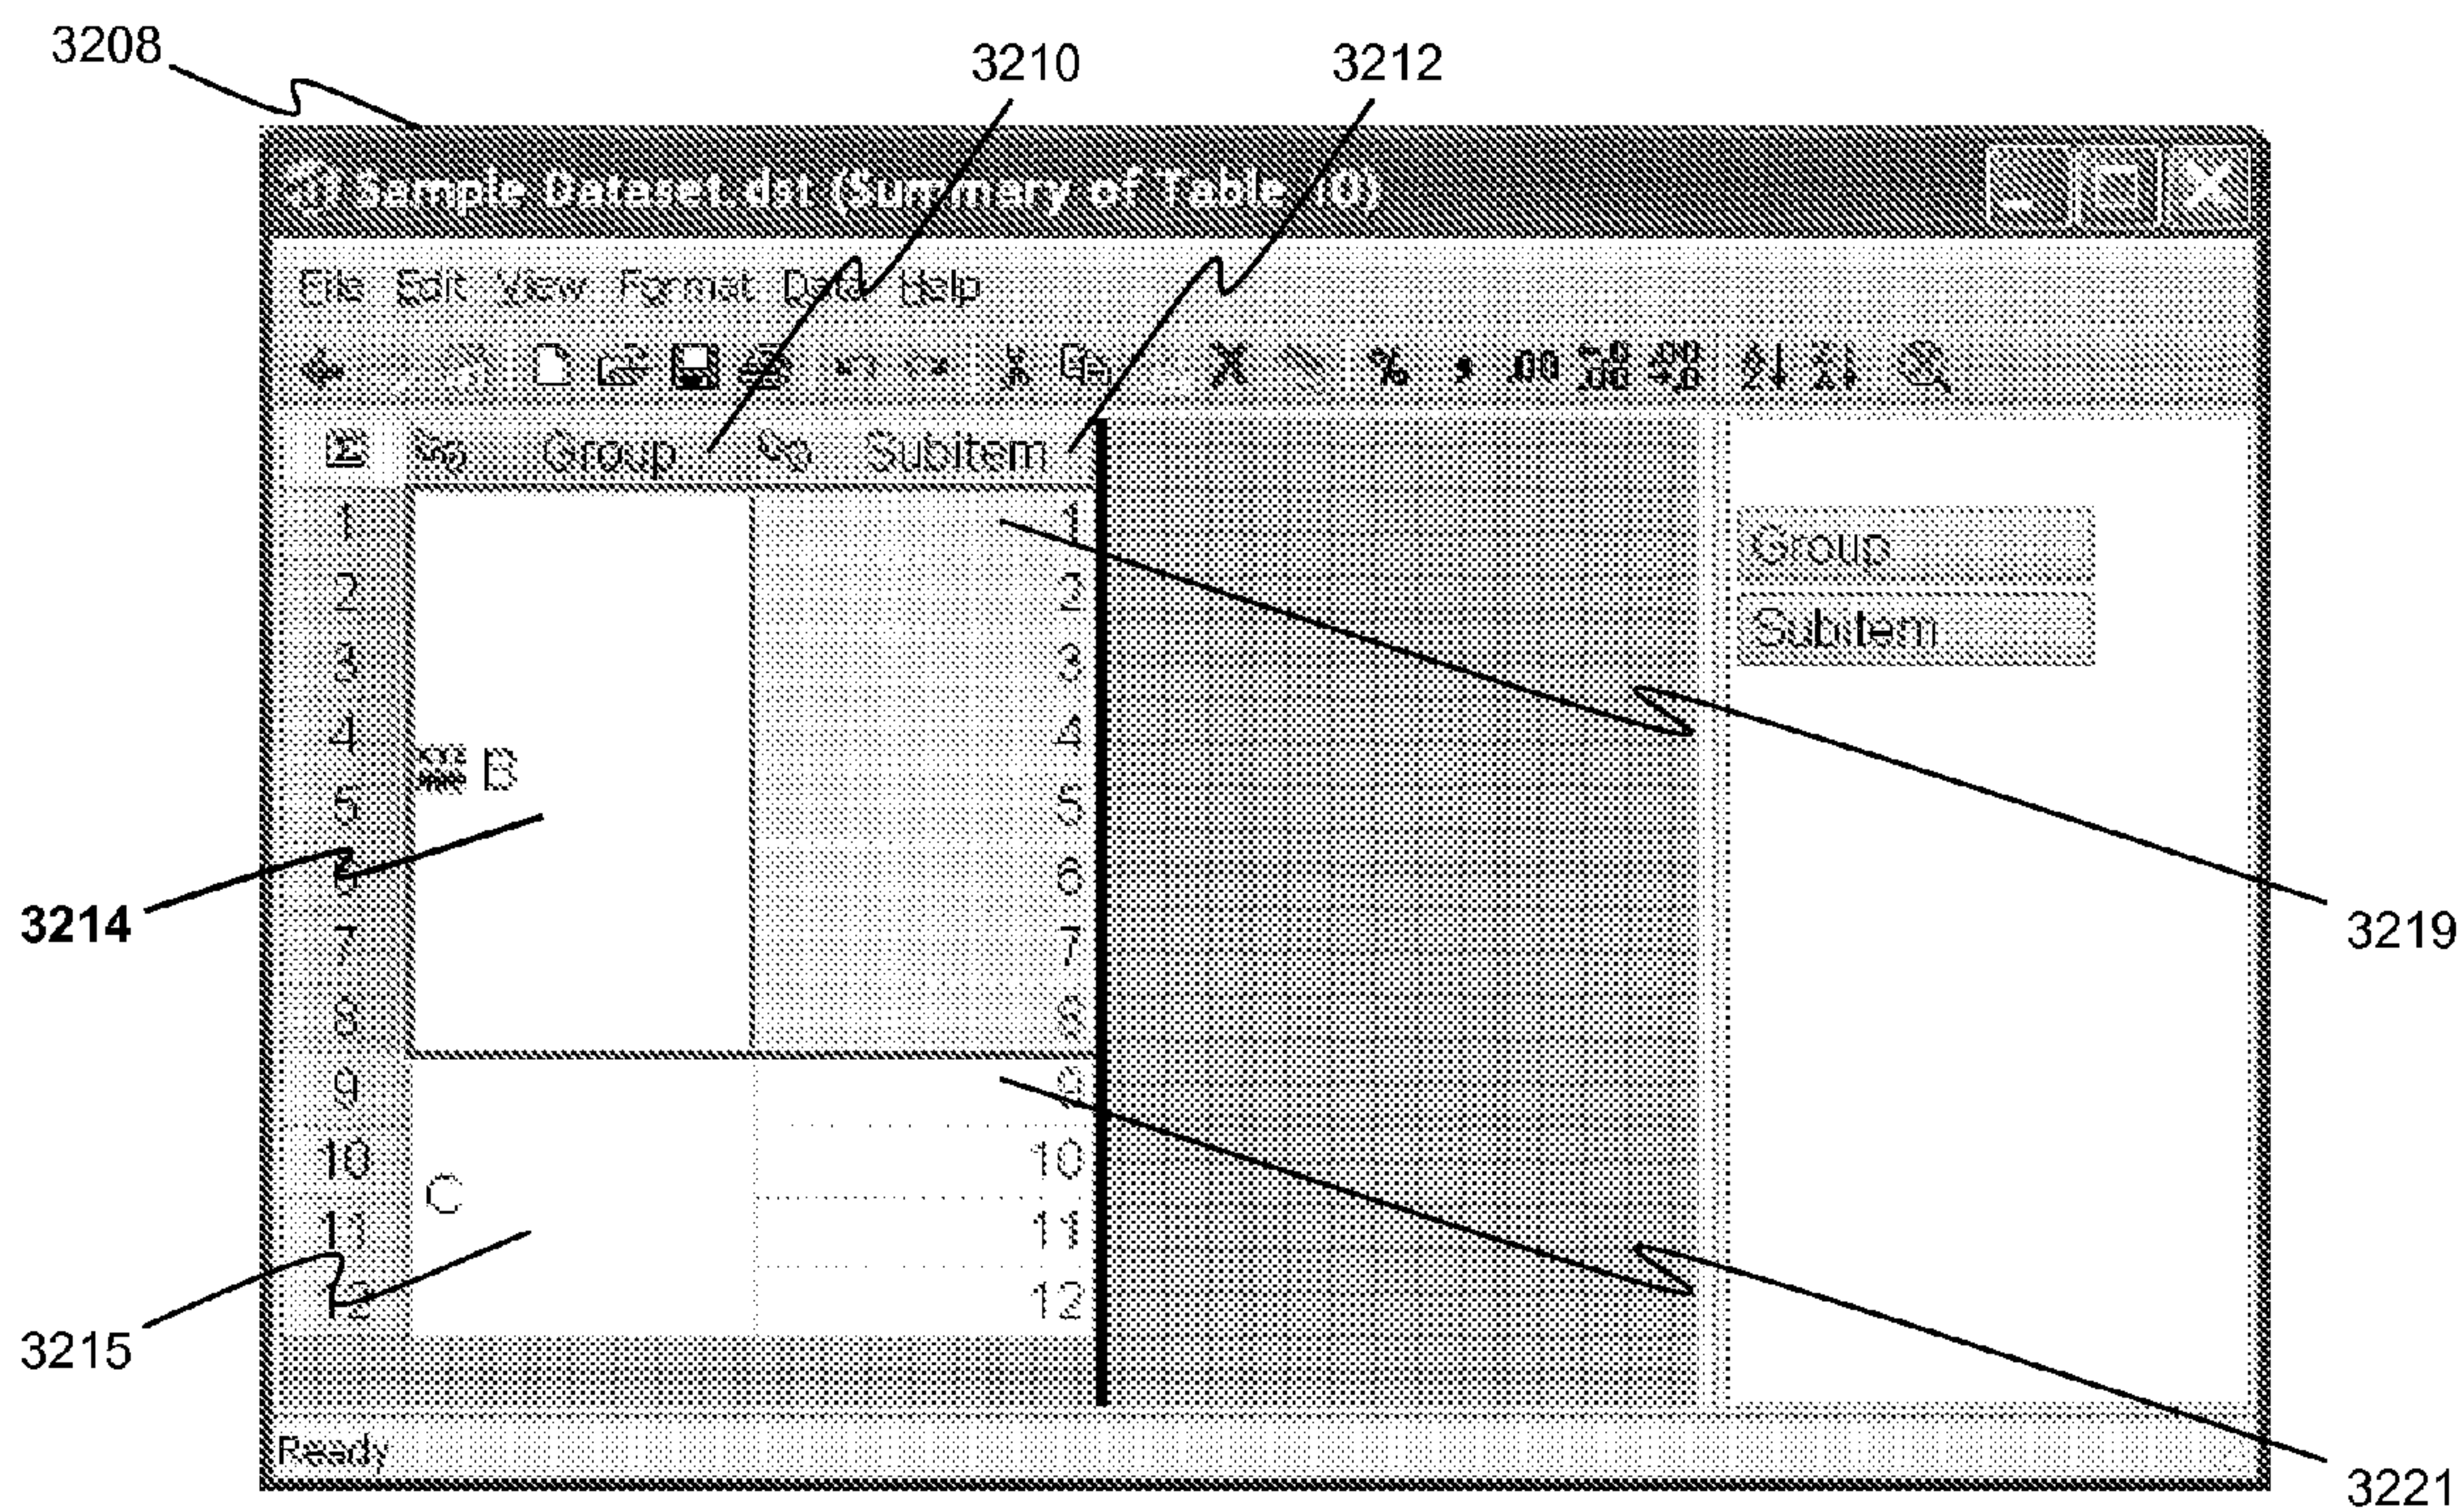 3208
3210
3212
Sample Dataset.dst (Summary of Table 10)
File Edit View Format Data Help
% , .00
Group Subitem
1 1
2 2
3 3
4 4
B
5 5
6 6
7 7
8 8
9 9
10 10
C
11 11
12 12
Group
Subitem
3214
3219
3215
3221
Ready